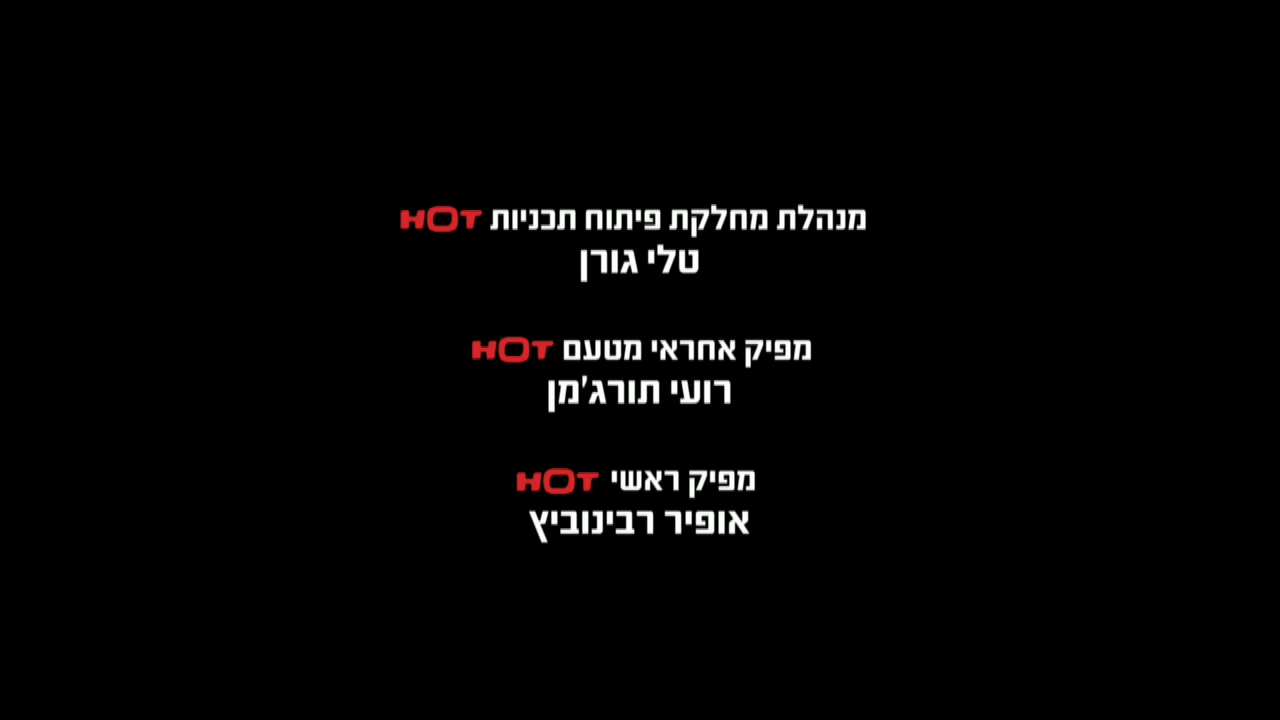 מנהלת מחלקת פיתוח תכניות HOT
טלי גורן
מפיק אחראי מטעם HOT
רועי תורג'מן
מפיק ראשי HOT
אופיר רבינוביץ